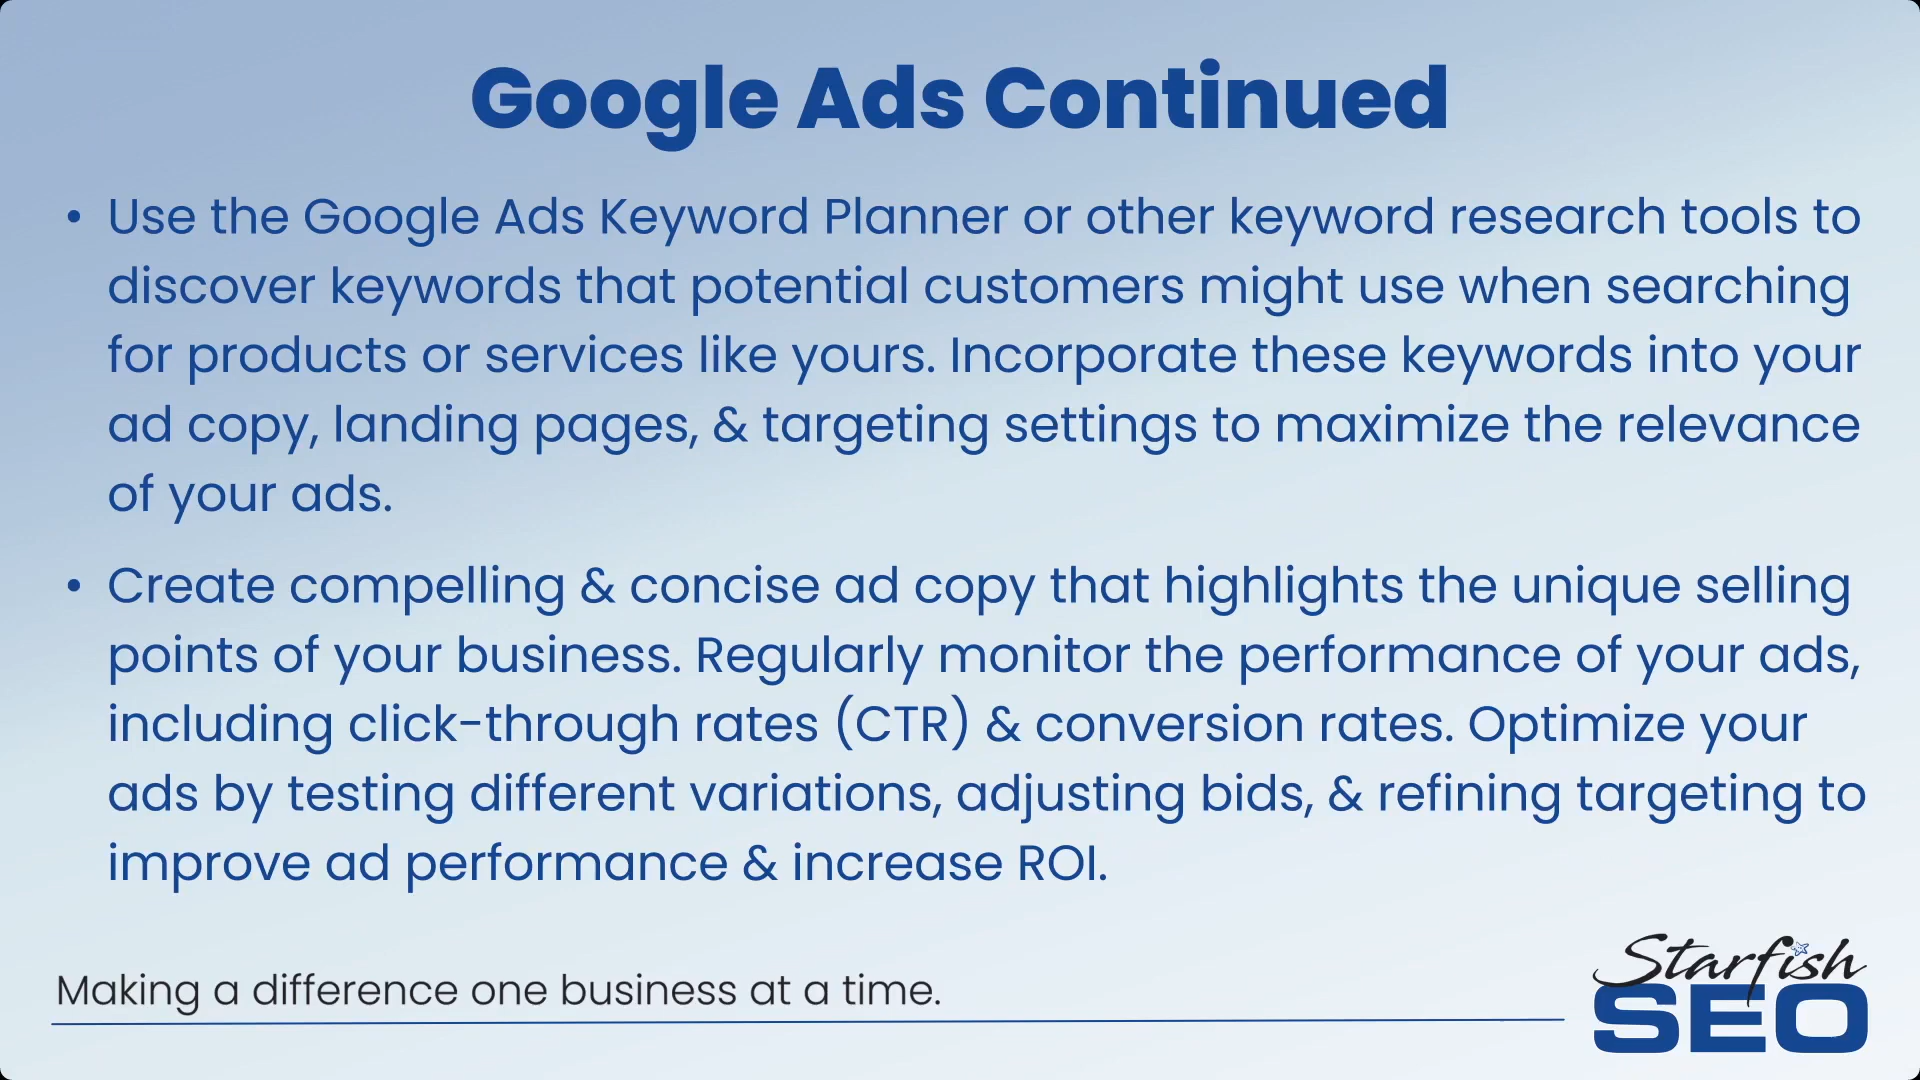 Google Ads Continued
• Use the Google Ads Keyword Planner or other keyword research tools to
discover keywords that potential customers might use when searching
for products or services like yours. Incorporate these keywords into your
ad copy, landing pages, & targeting settings to maximize the relevance
of your ads.
• Create compelling & concise ad copy that highlights the unique selling
points of your business. Regularly monitor the performance of your ads,
including click-through rates (CTR) & conversion rates. Optimize your
ads by testing different variations, adjusting bids, & refining targeting to
improve ad performance & increase ROI.
Making a difference one business at a time.
Starfish
SEO